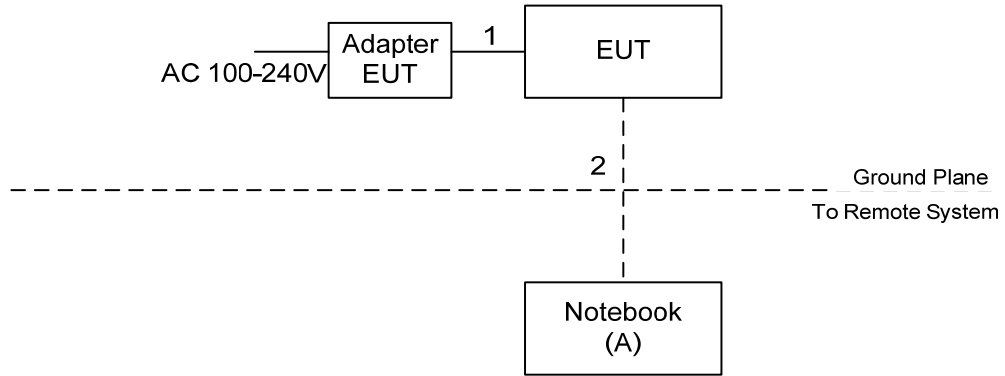 Adapter
EUT
1
EUT
AC 100-240V
2
Ground Plane
To Remote System
Notebook
(A)